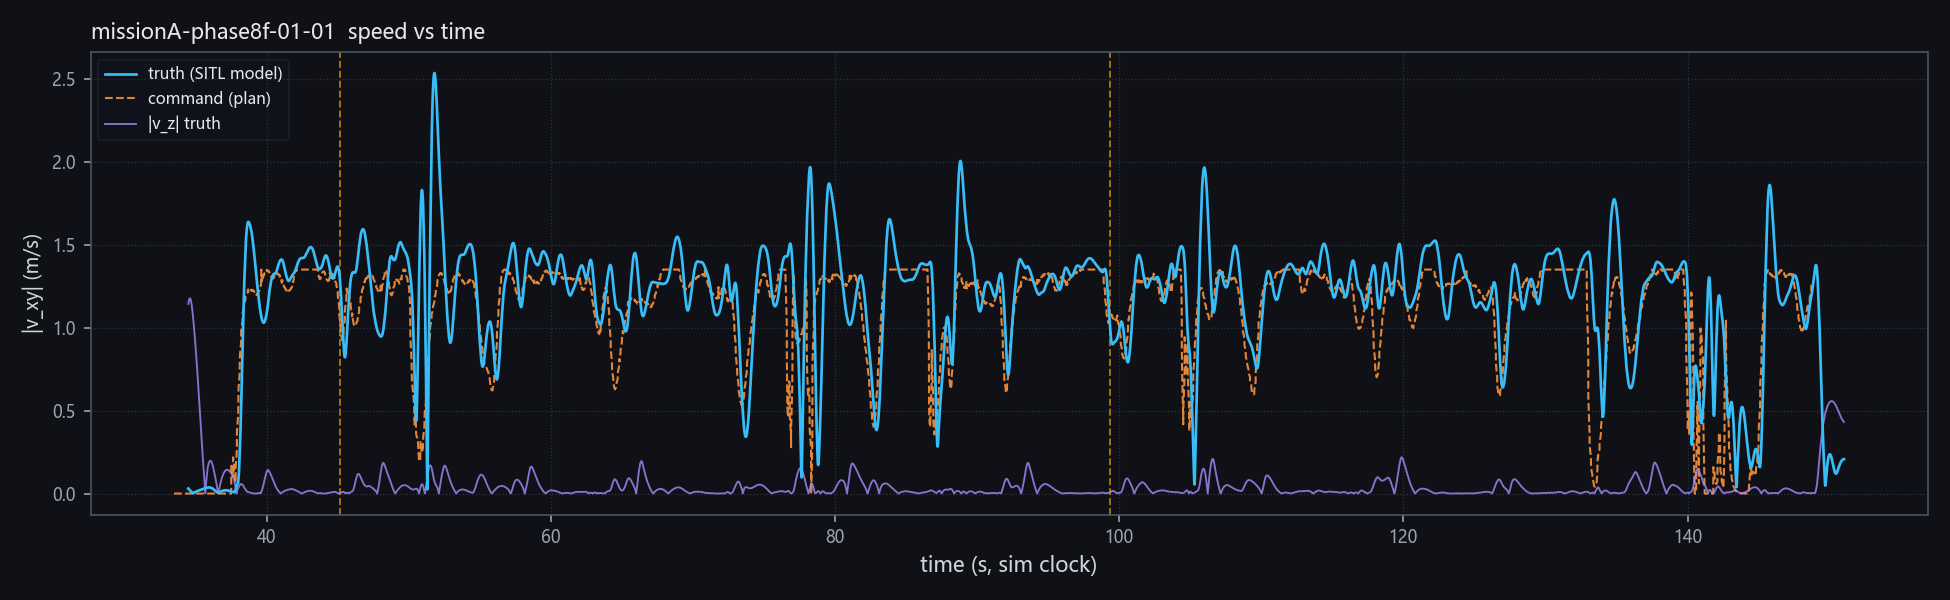 missionA-phase8f-01-01  speed vs time
truth (SITL model)
command (plan)
|v_z| truth
|v_xy| (m/s)
2.5
2.0
1.5
1.0
0.5
0.0
40
60
80
100
120
140
time (s, sim clock)